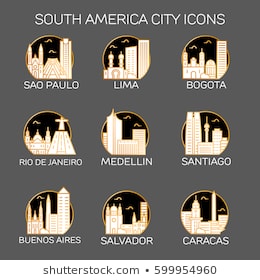 SOUTH AMERICA CITY ICONS
SAO PAULO LIMA BOGOTA
RIO DE JANEIRO MEDELLIN SANTIAGO
BUENOS AIRES SALVADOR CARACAS
shutterstock.com • 599954960